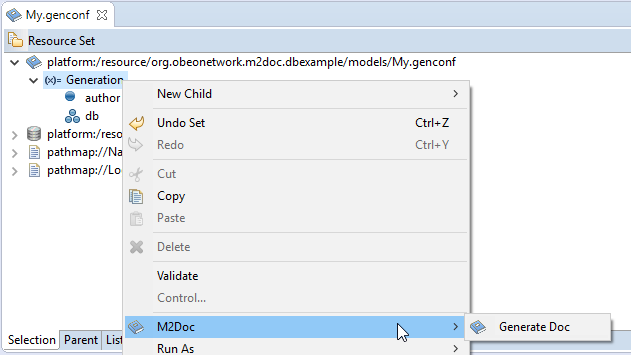 My.genconf
Resource Set
platform:/resource/org.obeonetwork.m2doc.dbexample/models/My.genconf
(x)= Generation
author
db
platform:/reso
pathmap://Na
pathmap://Lo
New Child
Undo Set Ctrl+Z
Redo Ctrl+Y
Cut
Copy
Paste
Delete
Validate
Control...
M2Doc
Generate Doc
Run As
Selection Parent List